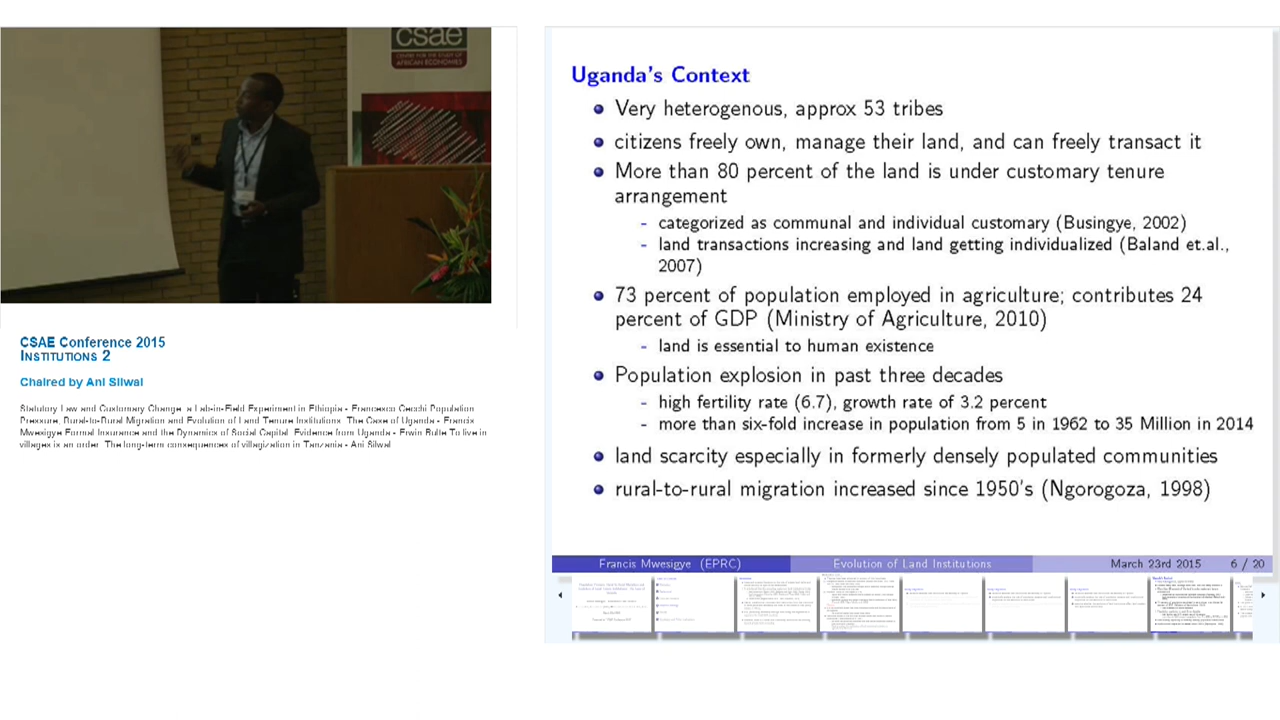 csae
CENTRE FOR THE STUDY OF
AFRICAN ECONOMIES
CSAE Conference 2015
INSTITUTIONS 2
Chaired by Ani Silwal
Statutory Law and Customary Change: a Lab-in-Field Experiment in Ethiopia - Francesco Cecchi Population
Pressure, Rural-to-Rural Migration and Evolution of Land Tenure Institutions: The Case of Uganda - Francis
Mwesigye Formal Insurance and the Dynamics of Social Capital: Evidence from Uganda - Erwin Bulte To live in
villages is an order: The long-term consequences of villagization in Tanzania - Ani Silwal
Uganda's Context
Very heterogenous, approx 53 tribes
citizens freely own, manage their land, and can freely transact it
More than 80 percent of the land is under customary tenure
arrangement
- categorized as communal and individual customary (Busingye, 2002)
- land transactions increasing and land getting individualized (Baland et.al.,
2007)
73 percent of population employed in agriculture; contributes 24
percent of GDP (Ministry of Agriculture, 2010)
- land is essential to human existence
Population explosion in past three decades
- high fertility rate (6.7), growth rate of 3.2 percent
- more than six-fold increase in population from 5 in 1962 to 35 Million in 2014
land scarcity especially in formerly densely populated communities
rural-to-rural migration increased since 1950's (Ngorogoza, 1998)
Francis Mwesigye (EPRC) Evolution of Land Institutions March 23rd 2015 6 / 20